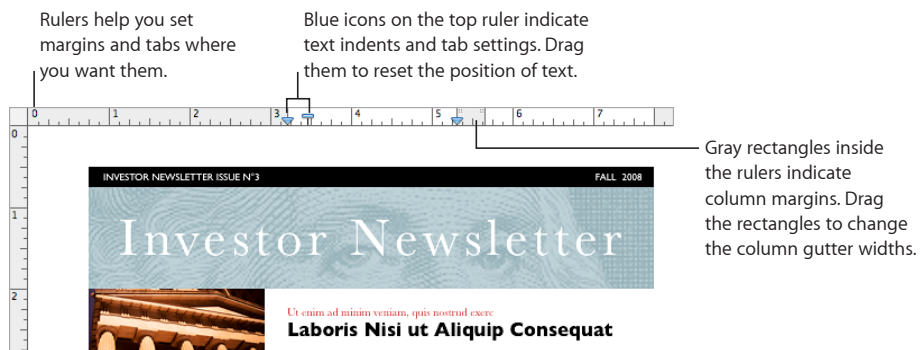 Rulers help you set
margins and tabs where
you want them.
Blue icons on the top ruler indicate
text indents and tab settings. Drag
them to reset the position of text.
0 1 2 3 4 5 6 7
0
1
2
Gray rectangles inside
the rulers indicate
column margins. Drag
the rectangles to change
the column gutter widths.
INVESTOR NEWSLETTER ISSUE N°3
FALL 2008
Investor Newsletter
Ut enim ad minim veniam, quis nostrud exerc
Laboris Nisi ut Aliquip Consequat